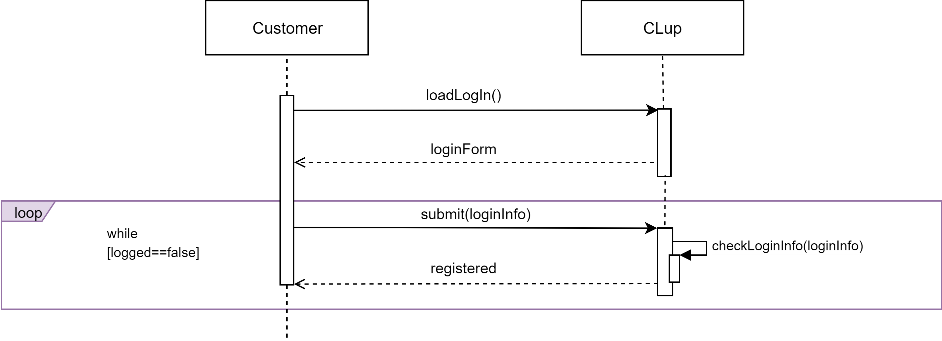 Customer
CLup
loadLogIn()
loginForm
loop
while
[logged==false]
submit(loginInfo)
checkLoginInfo(loginInfo)
registered